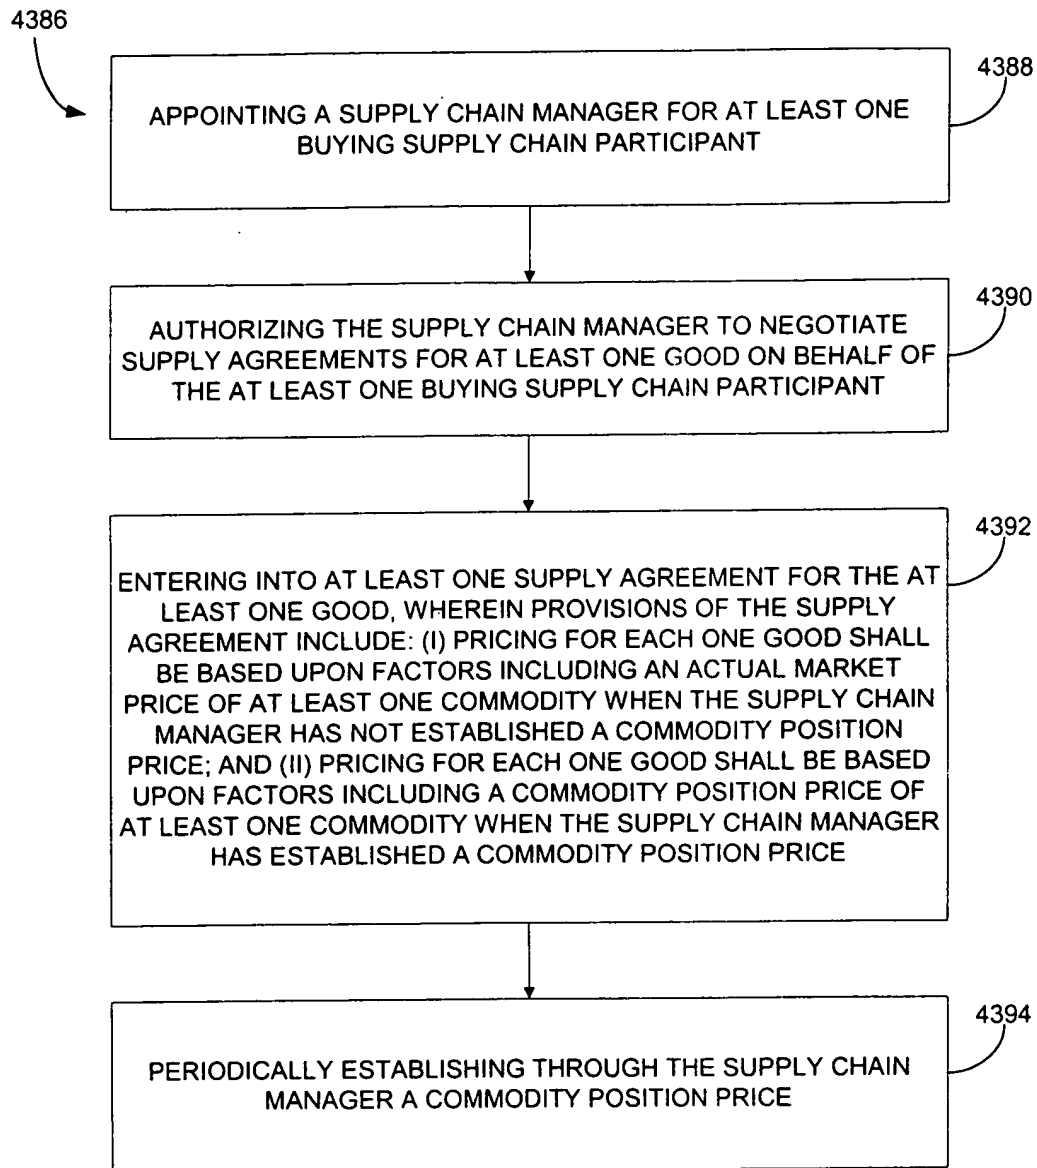 4386
4388
APPOINTING A SUPPLY CHAIN MANAGER FOR AT LEAST ONE
BUYING SUPPLY CHAIN PARTICIPANT
4390
AUTHORIZING THE SUPPLY CHAIN MANAGER TO NEGOTIATE
SUPPLY AGREEMENTS FOR AT LEAST ONE GOOD ON BEHALF OF
THE AT LEAST ONE BUYING SUPPLY CHAIN PARTICIPANT
4392
ENTERING INTO AT LEAST ONE SUPPLY AGREEMENT FOR THE AT
LEAST ONE GOOD, WHEREIN PROVISIONS OF THE SUPPLY
AGREEMENT INCLUDE: (I) PRICING FOR EACH ONE GOOD SHALL
BE BASED UPON FACTORS INCLUDING AN ACTUAL MARKET
PRICE OF AT LEAST ONE COMMODITY WHEN THE SUPPLY CHAIN
MANAGER HAS NOT ESTABLISHED A COMMODITY POSITION
PRICE; AND (II) PRICING FOR EACH ONE GOOD SHALL BE BASED
UPON FACTORS INCLUDING A COMMODITY POSITION PRICE OF
AT LEAST ONE COMMODITY WHEN THE SUPPLY CHAIN MANAGER
HAS ESTABLISHED A COMMODITY POSITION PRICE
4394
PERIODICALLY ESTABLISHING THROUGH THE SUPPLY CHAIN
MANAGER A COMMODITY POSITION PRICE